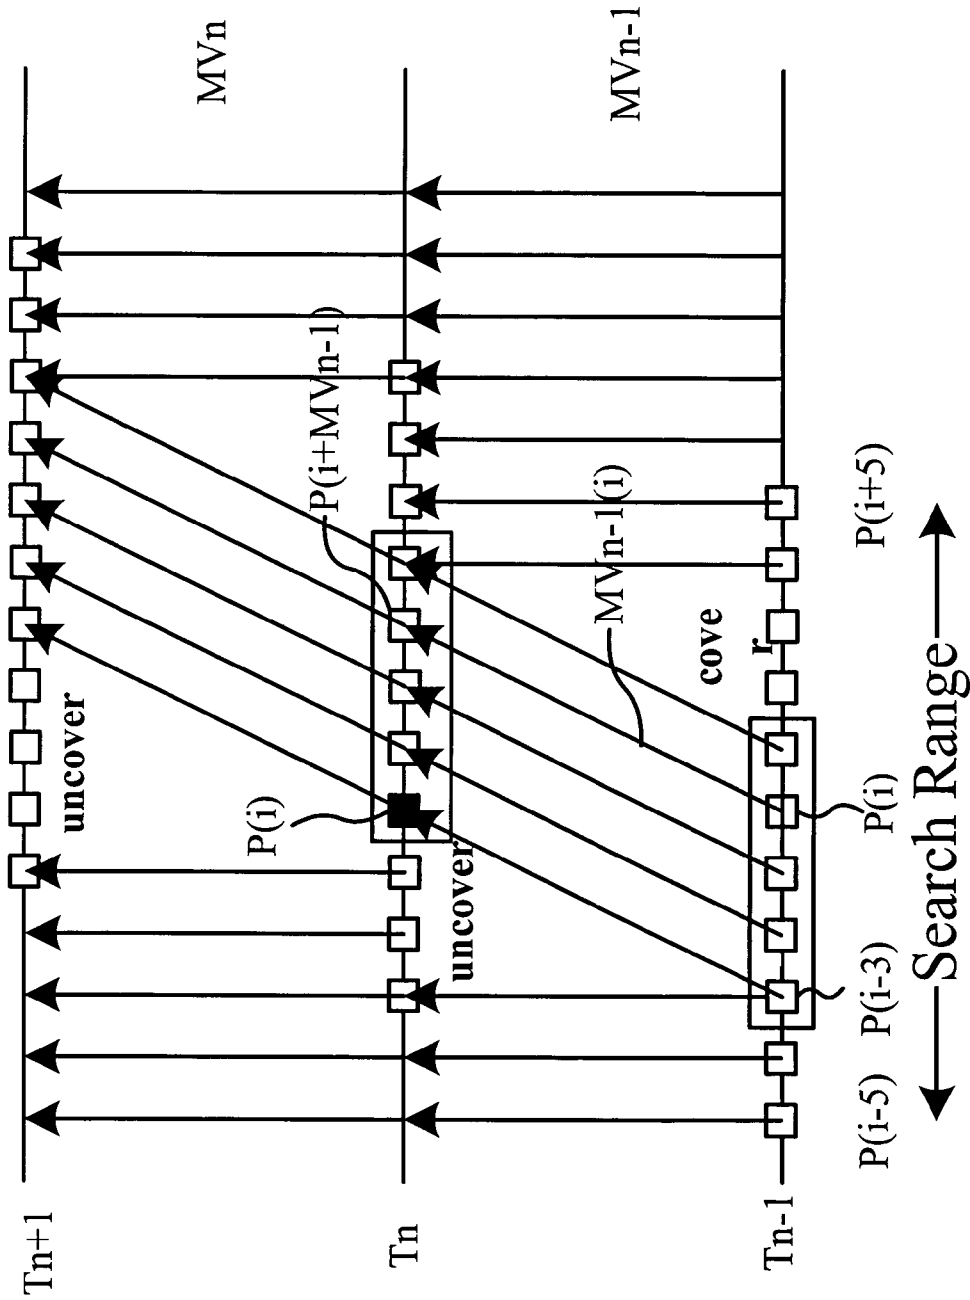 Tn+1
Tn
Tn-1
MVn
MVn-1
uncover
P(i)
P(i+MVn-1)
uncover
MVn-1(i)
cove
r
P(i-5)
P(i-3)
P(i)
P(i+5)
Search Range